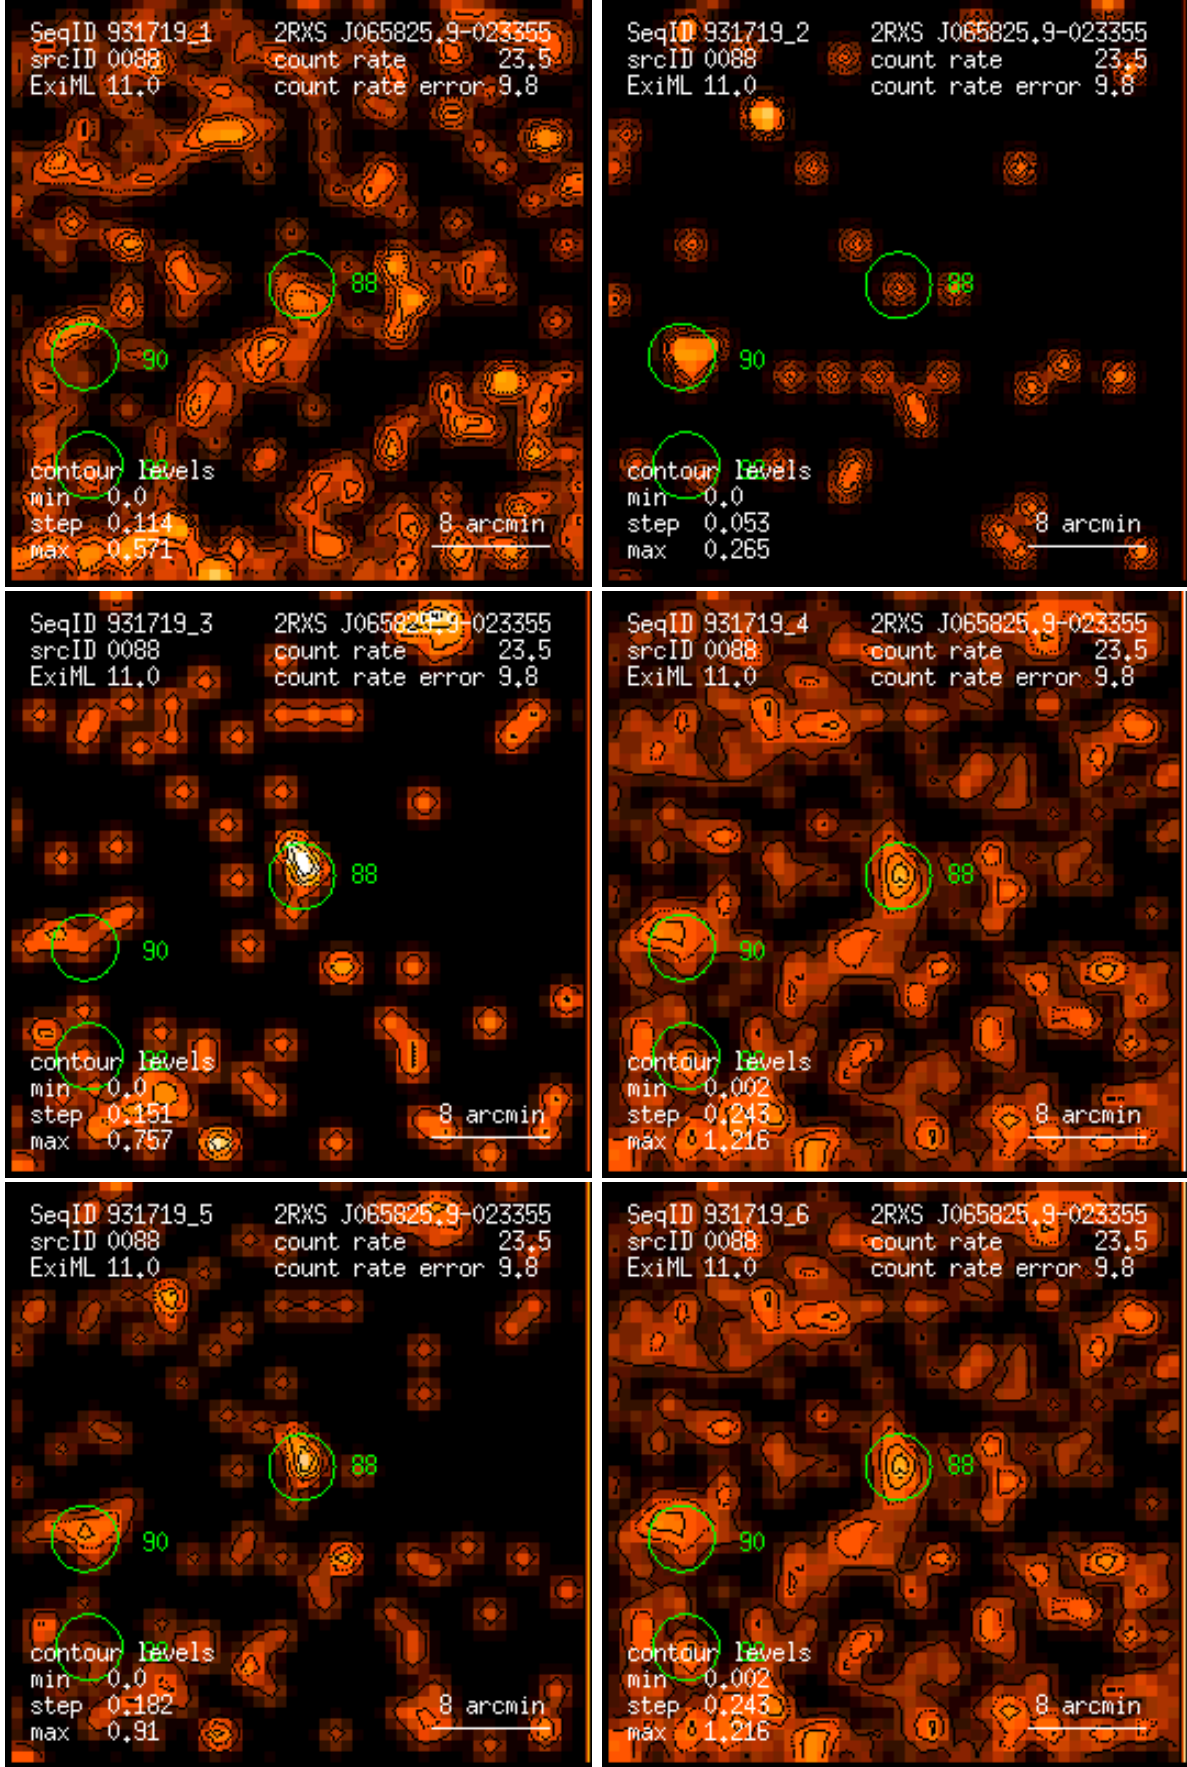 SeqID 931719_1 2RXS J065825.9-023355
srcID 0088 count rate 23.5
ExiML 11.0 count rate error 9.8
88
90
contour levels
min 0.0
step 0.114 8 arcmin
max 0.571
SeqID 931719_2 2RXS J065825.9-023355
srcID 0088 count rate 23.5
ExiML 11.0 count rate error 9.8
88
90
contour levels
min 0.0
step 0.053 8 arcmin
max 0.265
SeqID 931719_3 2RXS J065825.9-023355
srcID 0088 count rate 23.5
ExiML 11.0 count rate error 9.8
88
90
contour levels
min 0.0
step 0.151 8 arcmin
max 0.757
SeqID 931719_4 2RXS J065825.9-023355
srcID 0088 count rate 23.5
ExiML 11.0 count rate error 9.8
88
90
contour levels
min 0.002
step 0.243 8 arcmin
max 1.216
SeqID 931719_5 2RXS J065825.9-023355
srcID 0088 count rate 23.5
ExiML 11.0 count rate error 9.8
88
90
contour levels
min 0.0
step 0.182 8 arcmin
max 0.91
SeqID 931719_6 2RXS J065825.9-023355
srcID 0088 count rate 23.5
ExiML 11.0 count rate error 9.8
88
90
contour levels
min 0.002
step 0.243 8 arcmin
max 1.216